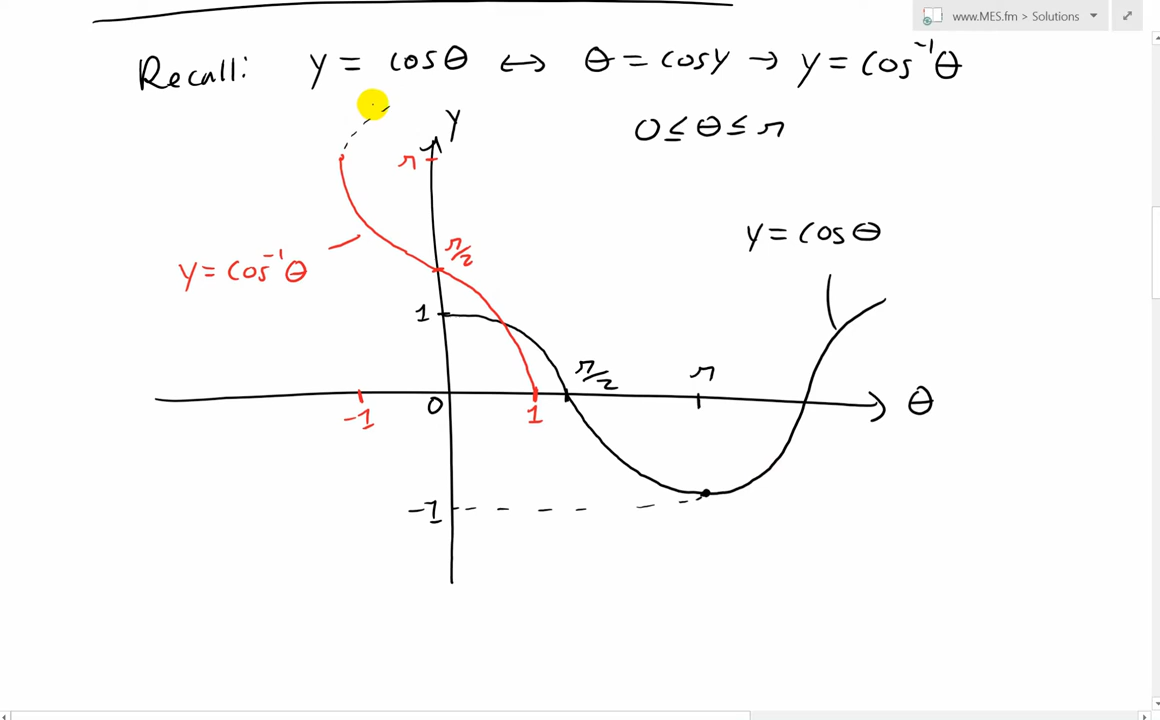 www.MES.fm > Solutions
Recall: y = cosθ ↔ θ = cosy → y = cos⁻¹θ
y
0 ≤ θ ≤ π
π
y = cosθ
π/2
y = cos⁻¹θ
1
π/2
π
0
θ
-1
1
-1